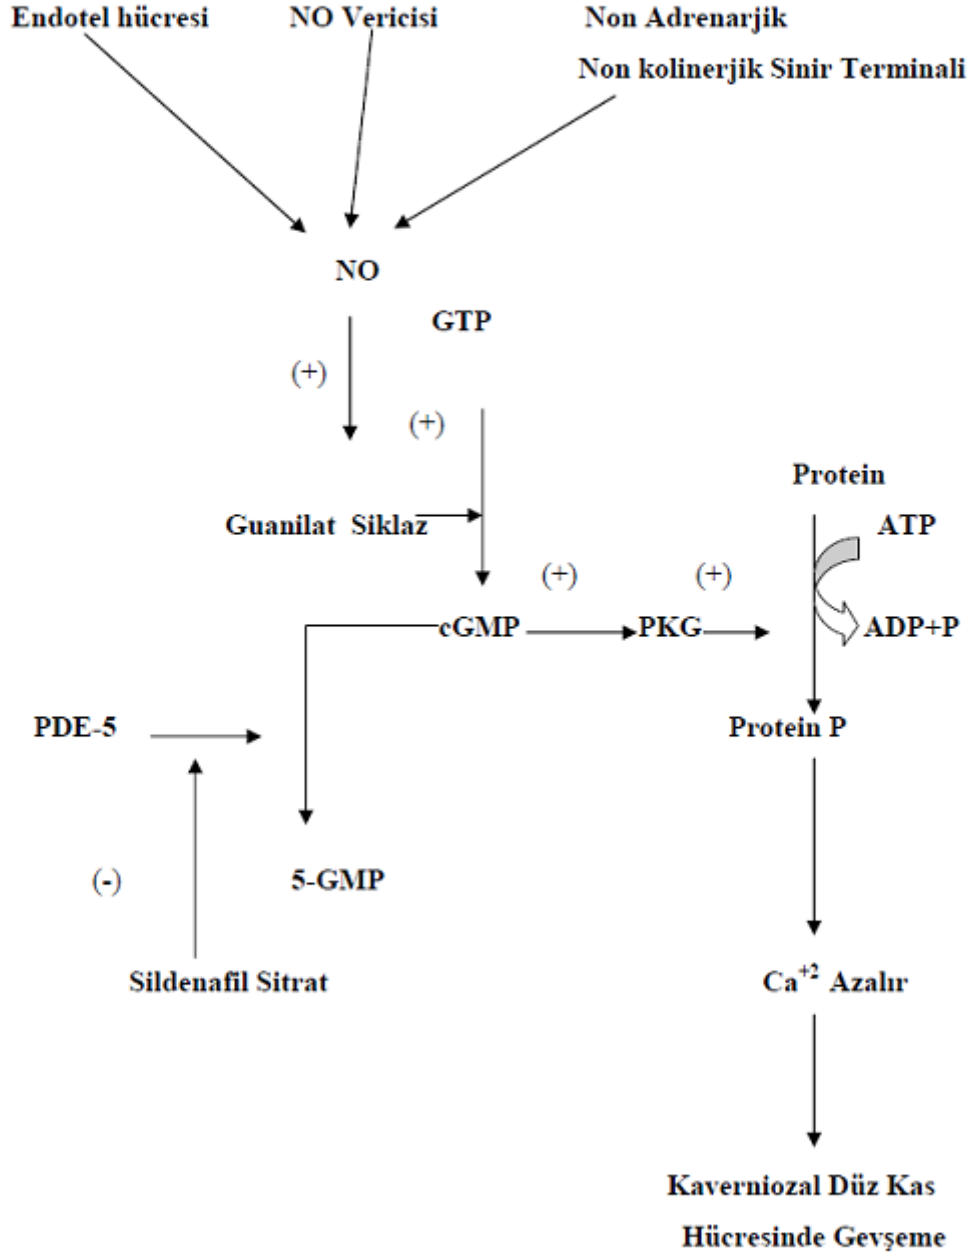 Endotel hücresi
NO Vericisi
Non Adrenarjik
Non kolinerjik Sinir Terminali
NO
GTP
(+)
(+)
Protein
Guanilat Siklaz
ATP
(+)
(+)
cGMP
PKG
ADP+P
PDE-5
Protein P
(-)
5-GMP
Sildenafil Sitrat
Ca+2 Azalır
Kaverniozal Düz Kas
Hücresinde Gevşeme